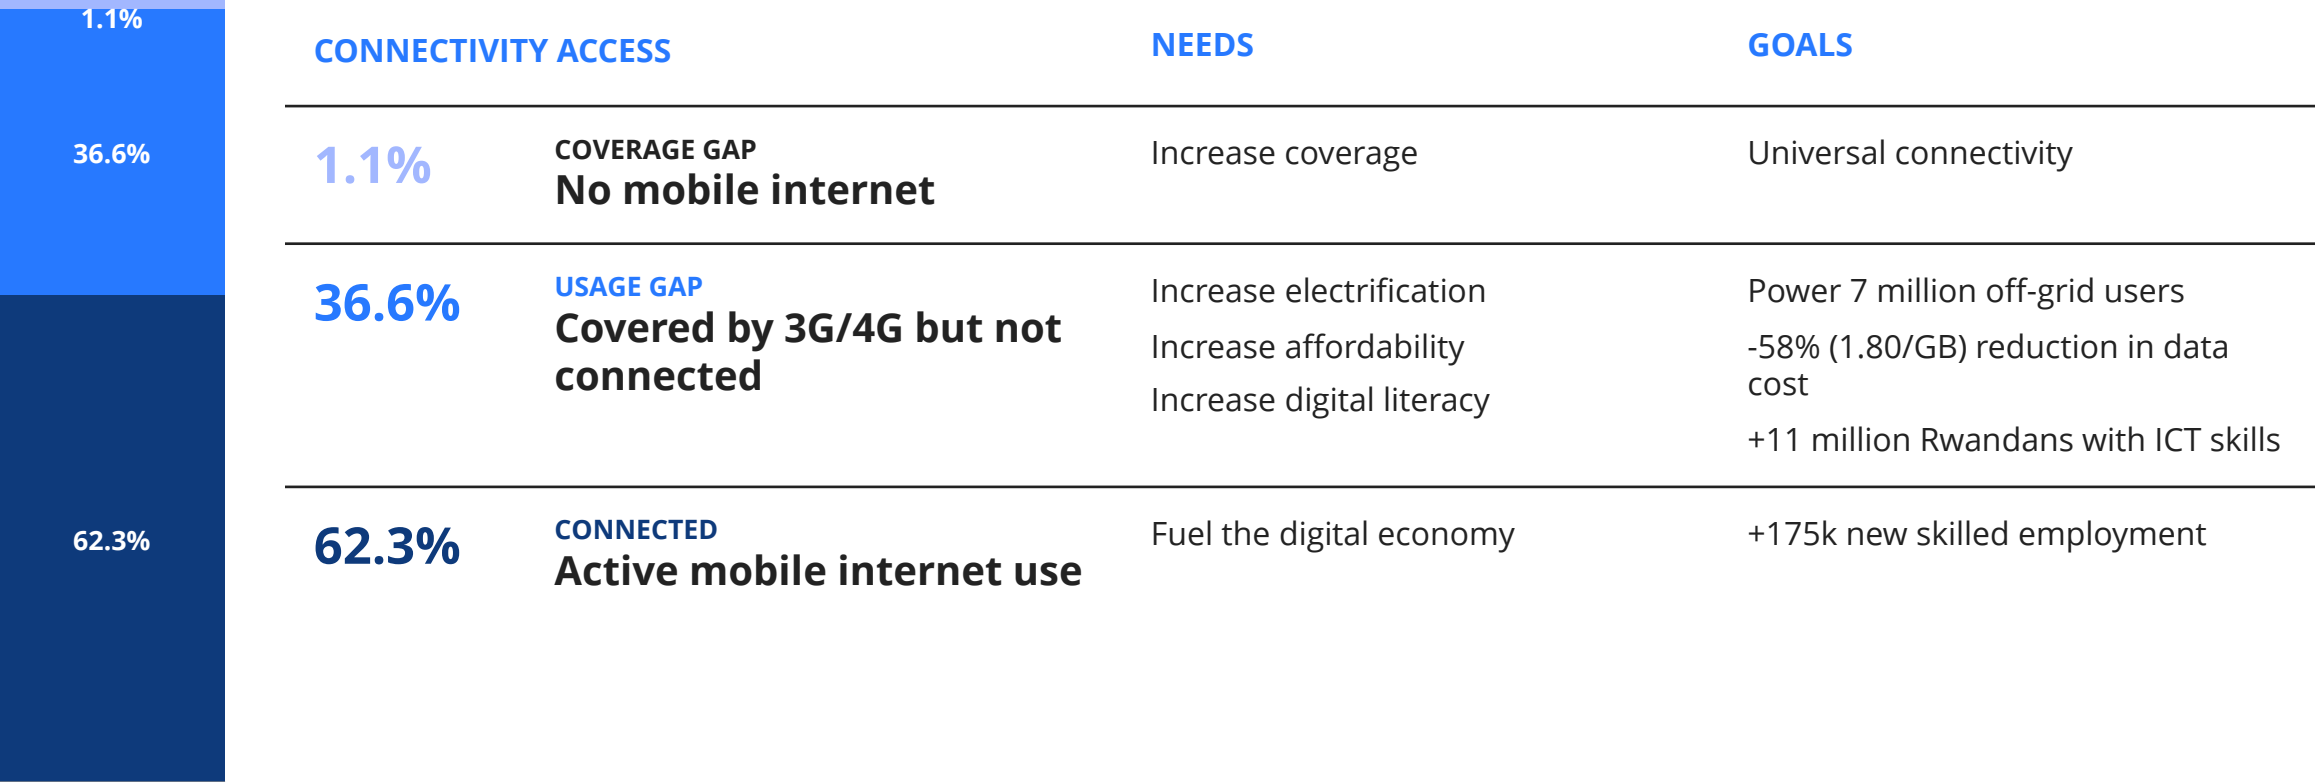 1.1%
36.6%
62.3%
CONNECTIVITY ACCESS
NEEDS
GOALS
1.1%
COVERAGE GAP
No mobile internet
Increase coverage
Universal connectivity
36.6%
USAGE GAP
Covered by 3G/4G but not
connected
Increase electrification
Increase affordability
Increase digital literacy
Power 7 million off-grid users
-58% (1.80/GB) reduction in data
cost
+11 million Rwandans with ICT skills
62.3%
CONNECTED
Active mobile internet use
Fuel the digital economy
+175k new skilled employment